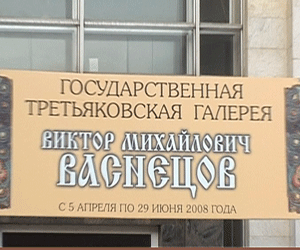 ГОСУДАРСТВЕННАЯ
ТРЕТЬЯКОВСКАЯ ГАЛЕРЕЯ
ВИКТОР МИХАЙЛОВИЧ
ВАСНЕЦОВ
С 5 АПРЕЛЯ ПО 29 ИЮНЯ 2008 ГОДА